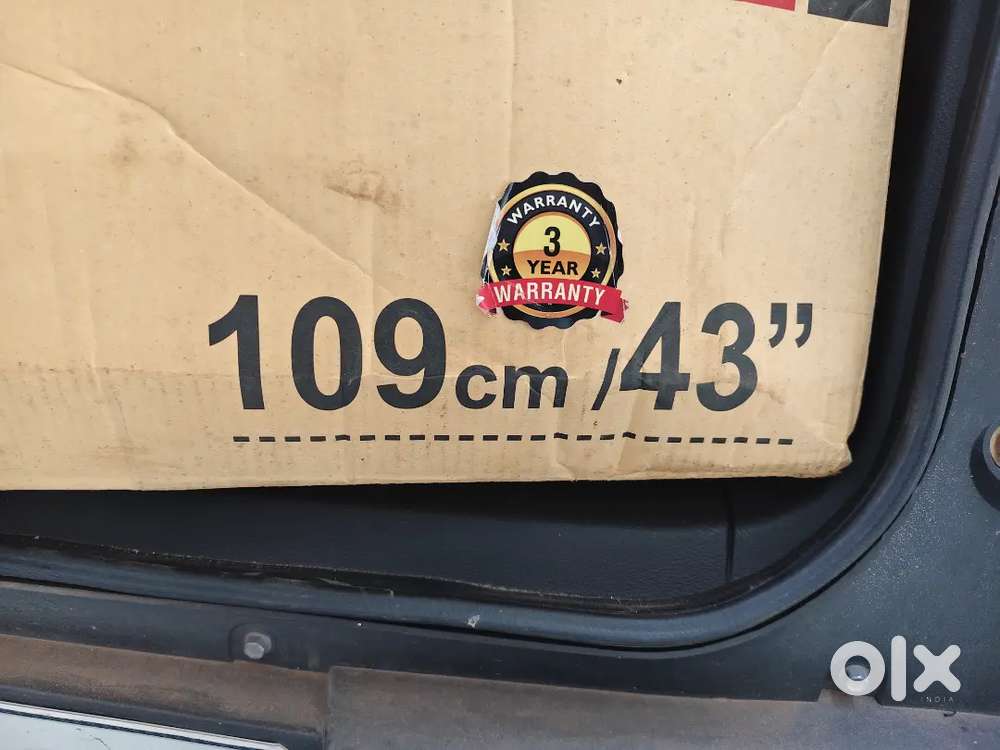 WARRANTY
3
YEAR
WARRANTY
109cm /43”
olx
INDIA